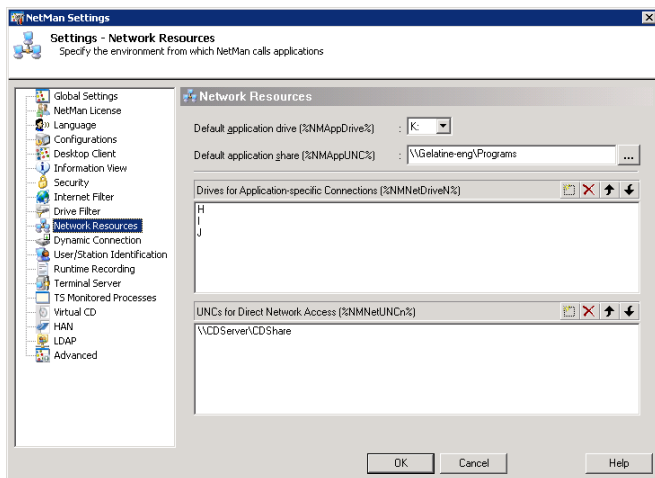 NetMan Settings
Settings - Network Resources
Specify the environment from which NetMan calls applications
Global Settings
NetMan License
Language
Configurations
Desktop Client
Information View
Security
Internet Filter
Drive Filter
Network Resources
Dynamic Connection
User/Station Identification
Runtime Recording
Terminal Server
TS Monitored Processes
Virtual CD
HAN
LDAP
Advanced
Network Resources
Default application drive (%NMAppDrive%) : K:
Default application share (%NMAppUNC%) : \\Gelatine-eng\Programs ...
Drives for Application-specific Connections (%NMNetDriveN%)
H
I
J
UNCs for Direct Network Access (%NMNetUNCn%)
\\CDServer\CDShare
OK Cancel Help